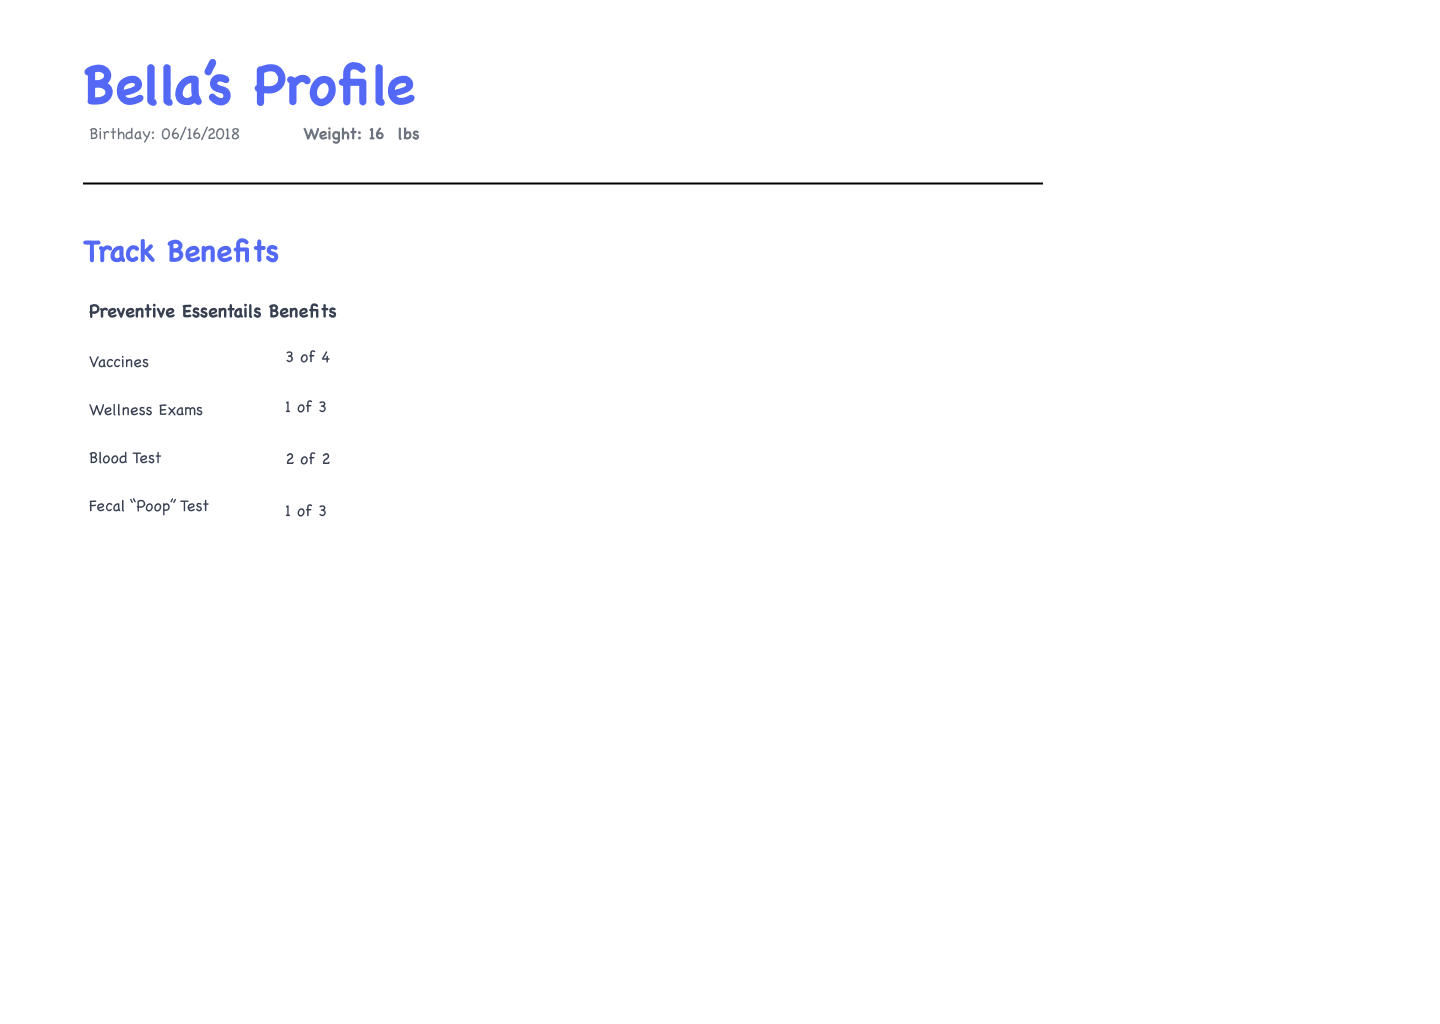 Bella’s Profile
Birthday: 06/16/2018 Weight: 16 lbs
Track Benefits
Preventive Essentails Benefits
Vaccines 3 of 4
Wellness Exams 1 of 3
Blood Test 2 of 2
Fecal “Poop” Test 1 of 3